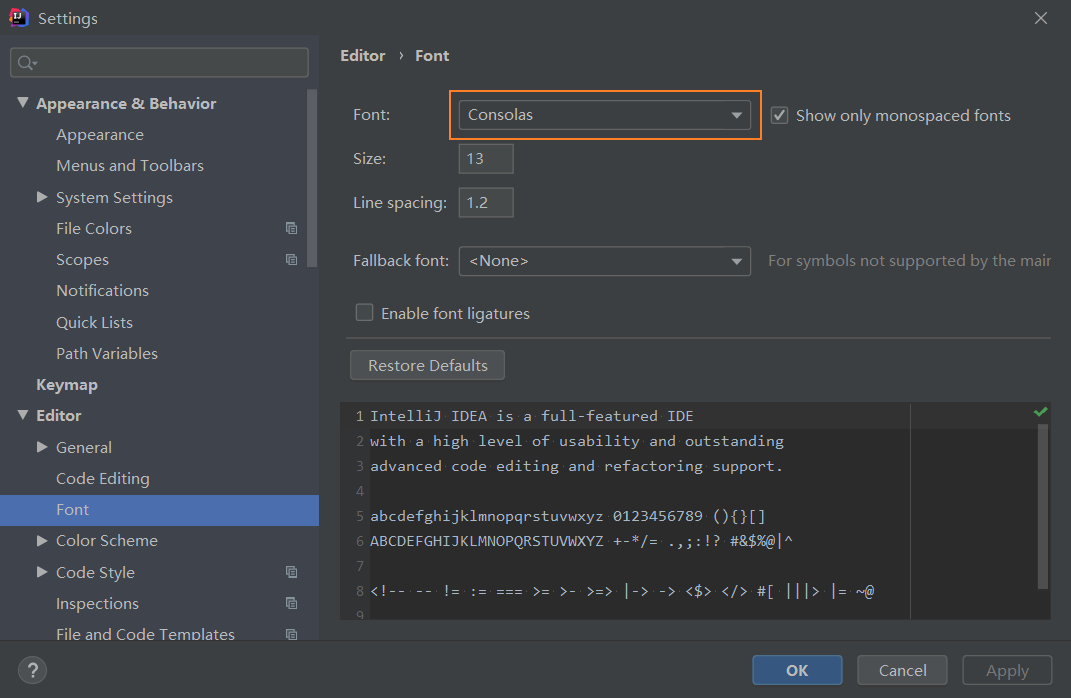 Settings
Appearance & Behavior
Appearance
Menus and Toolbars
System Settings
File Colors
Scopes
Notifications
Quick Lists
Path Variables
Keymap
Editor
General
Code Editing
Font
Color Scheme
Code Style
Inspections
File and Code Templates
Editor › Font
Font: Consolas Show only monospaced fonts
Size: 13
Line spacing: 1.2
Fallback font: <None> For symbols not supported by the mair
Enable font ligatures
Restore Defaults
1 IntelliJ IDEA is a full-featured IDE
2 with a high level of usability and outstanding
3 advanced code editing and refactoring support.
4
5 abcdefghijklmnopqrstuvwxyz 0123456789 (){}[]
6 ABCDEFGHIJKLMNOPQRSTUVWXYZ +-*/= .,;:!? #&$%@|^
7
8 <!-- -- != := === >= >- >=> |-> -> <$> </> #[ |||> |= ~@
9
? OK Cancel Apply